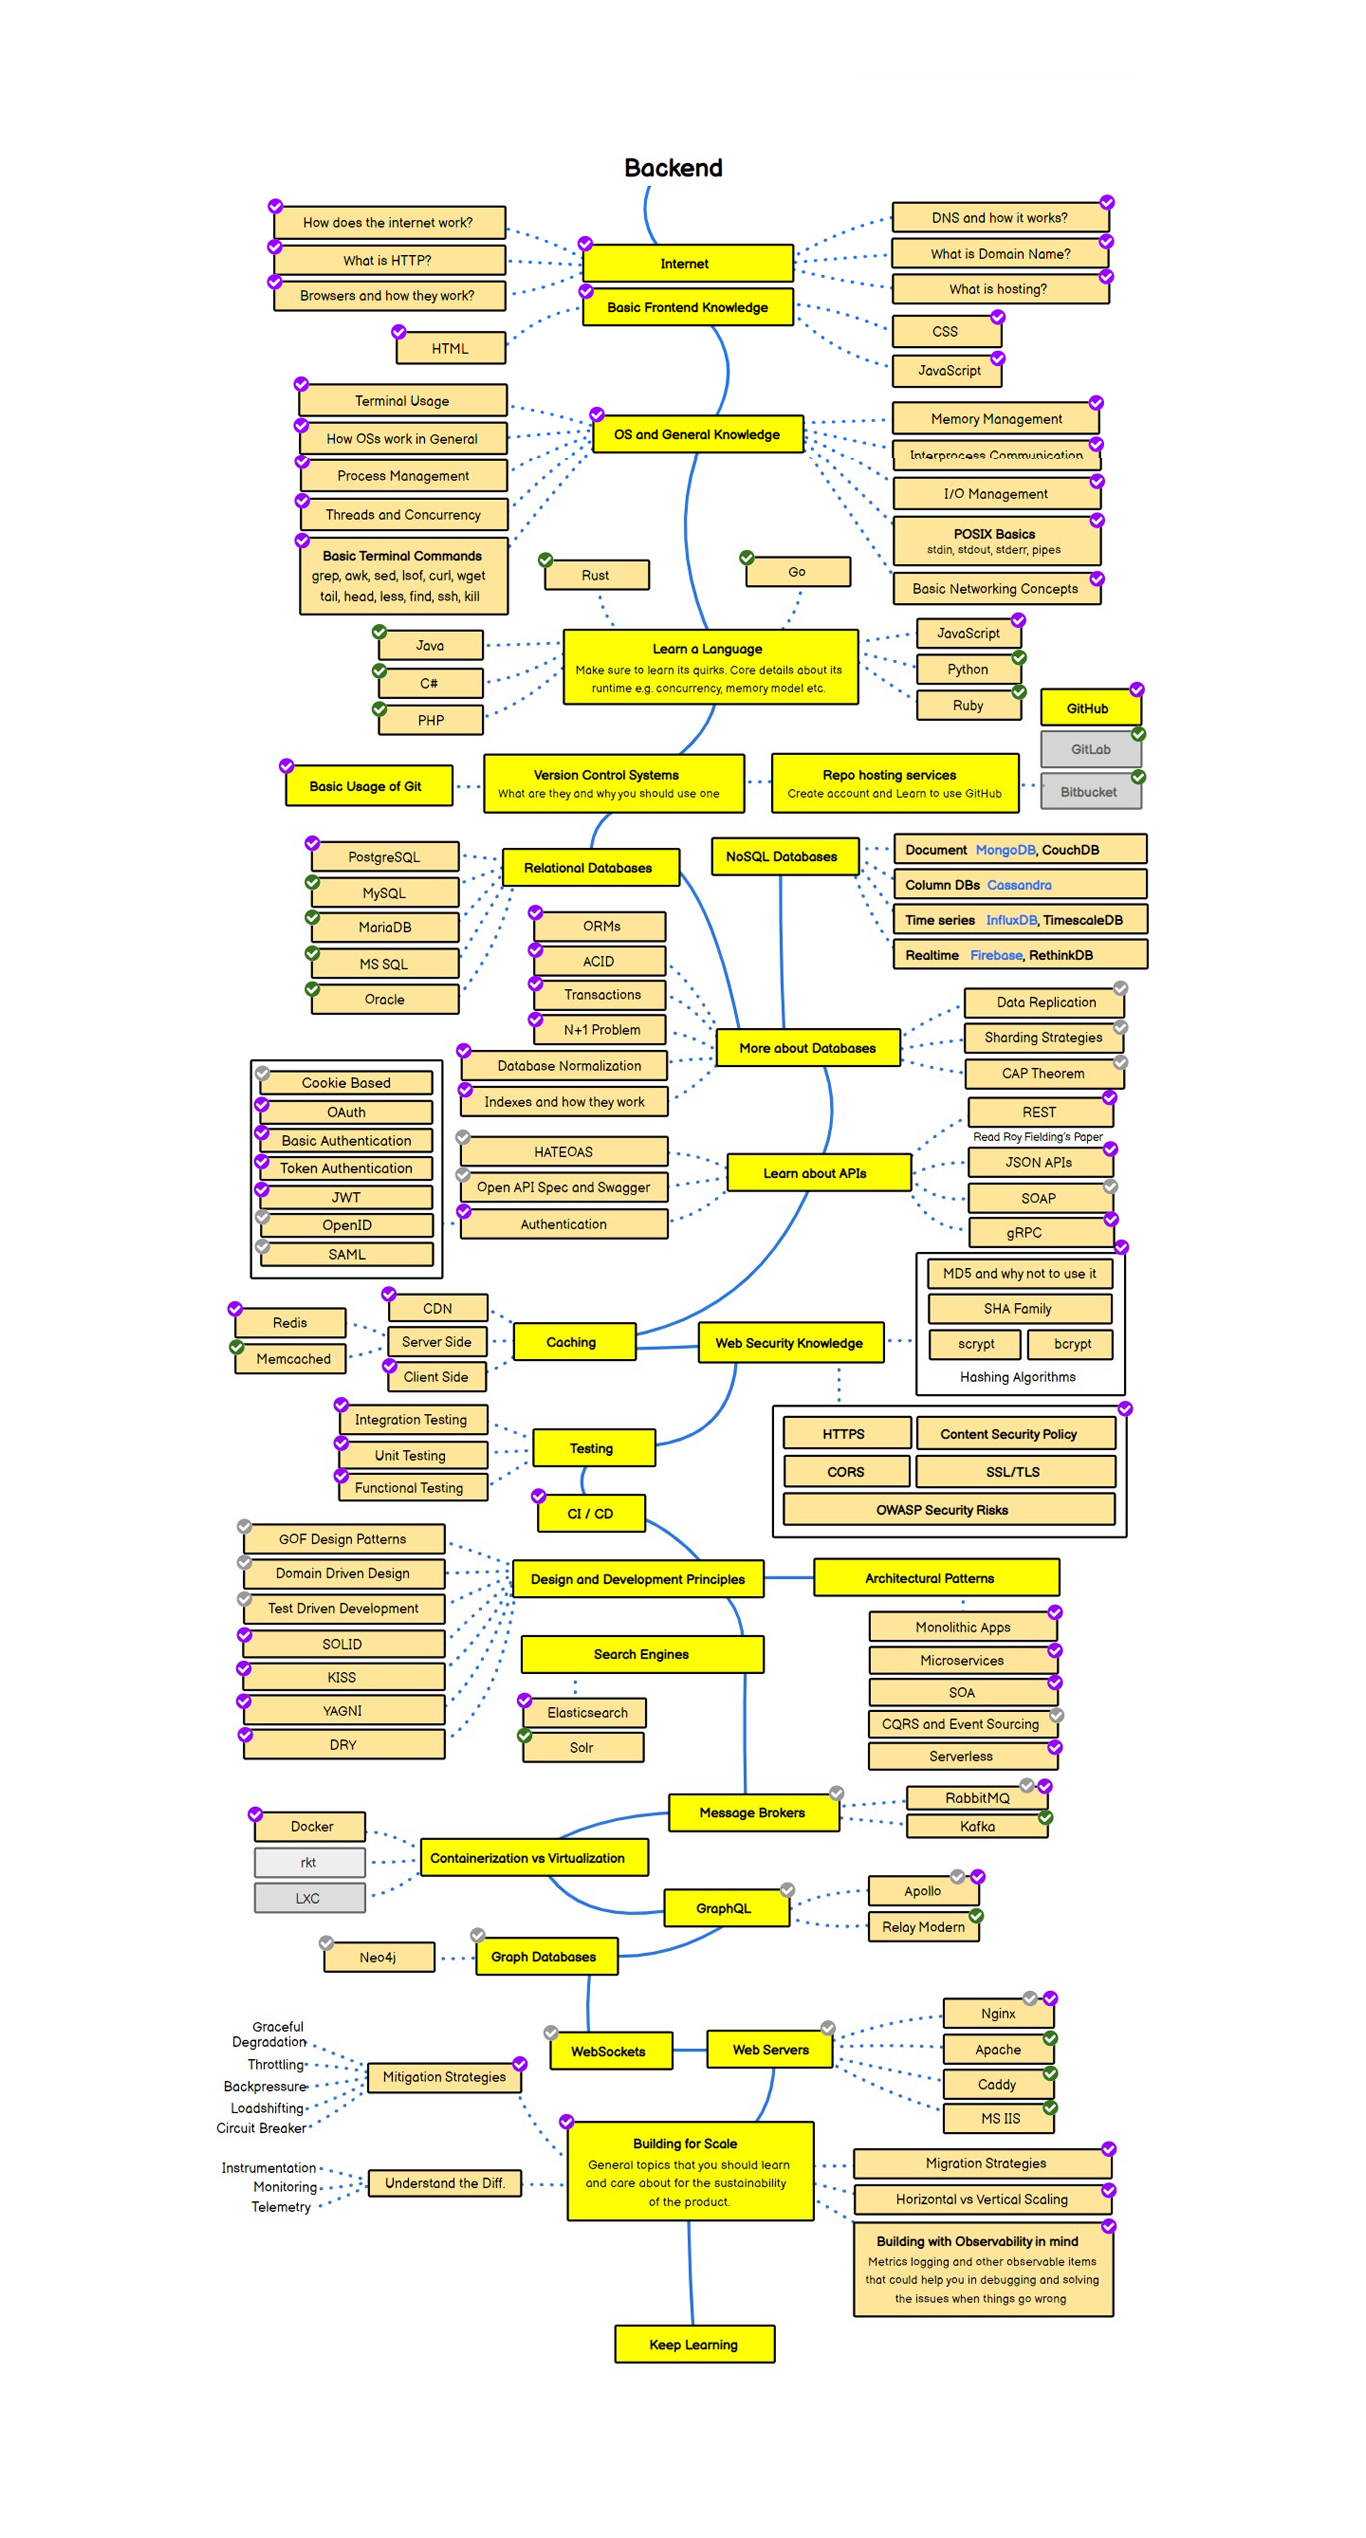 Backend
How does the internet work?
What is HTTP?
Browsers and how they work?
Internet
DNS and how it works?
What is Domain Name?
What is hosting?
Basic Frontend Knowledge
HTML
CSS
JavaScript
Terminal Usage
How OSs work in General
Process Management
Threads and Concurrency
Basic Terminal Commands
grep, awk, sed, lsof, curl, wget
tail, head, less, find, ssh, kill
OS and General Knowledge
Memory Management
Interprocess Communication
I/O Management
POSIX Basics
stdin, stdout, stderr, pipes
Basic Networking Concepts
Rust
Go
Java
C#
PHP
Learn a Language
Make sure to learn its quirks. Core details about its
runtime e.g. concurrency, memory model etc.
JavaScript
Python
Ruby
GitHub
GitLab
Bitbucket
Basic Usage of Git
Version Control Systems
What are they and why you should use one
Repo hosting services
Create account and Learn to use GitHub
PostgreSQL
MySQL
MariaDB
MS SQL
Oracle
Relational Databases
NoSQL Databases
Document MongoDB, CouchDB
Column DBs Cassandra
Time series InfluxDB, TimescaleDB
Realtime Firebase, RethinkDB
ORMs
ACID
Transactions
N+1 Problem
Database Normalization
Indexes and how they work
More about Databases
Data Replication
Sharding Strategies
CAP Theorem
Cookie Based
OAuth
Basic Authentication
Token Authentication
JWT
OpenID
SAML
HATEOAS
Open API Spec and Swagger
Authentication
Learn about APIs
REST
Read Roy Fielding's Paper
JSON APIs
SOAP
gRPC
MD5 and why not to use it
SHA Family
scrypt
bcrypt
Hashing Algorithms
Redis
Memcached
CDN
Server Side
Client Side
Caching
Web Security Knowledge
HTTPS
Content Security Policy
CORS
SSL/TLS
OWASP Security Risks
Integration Testing
Unit Testing
Functional Testing
Testing
CI / CD
GOF Design Patterns
Domain Driven Design
Test Driven Development
SOLID
KISS
YAGNI
DRY
Design and Development Principles
Architectural Patterns
Monolithic Apps
Microservices
SOA
CQRS and Event Sourcing
Serverless
Search Engines
Elasticsearch
Solr
Message Brokers
RabbitMQ
Kafka
Docker
rkt
LXC
Containerization vs Virtualization
GraphQL
Apollo
Relay Modern
Neo4j
Graph Databases
WebSockets
Web Servers
Nginx
Apache
Caddy
MS IIS
Graceful
Degradation
Throttling
Backpressure
Loadshifting
Circuit Breaker
Mitigation Strategies
Instrumentation
Monitoring
Telemetry
Understand the Diff.
Building for Scale
General topics that you should learn
and care about for the sustainability
of the product.
Migration Strategies
Horizontal vs Vertical Scaling
Building with Observability in mind
Metrics logging and other observable items
that could help you in debugging and solving
the issues when things go wrong
Keep Learning